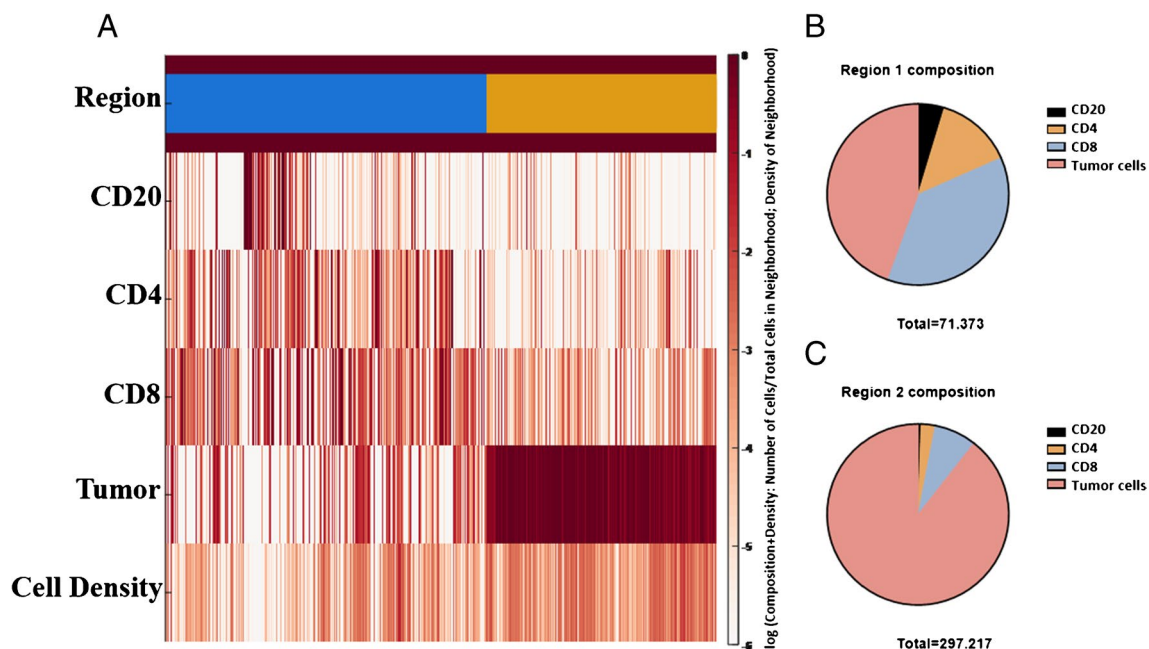 A
Region
CD20
CD4
CD8
Tumor
Cell Density
0
-1
-2
-3
-4
-5
-6
log (Composition+Density: Number of Cells/Total Cells in Neighborhood; Density of Neighborhood)
B
Region 1 composition
CD20
CD4
CD8
Tumor cells
Total=71.373
C
Region 2 composition
CD20
CD4
CD8
Tumor cells
Total=297.217